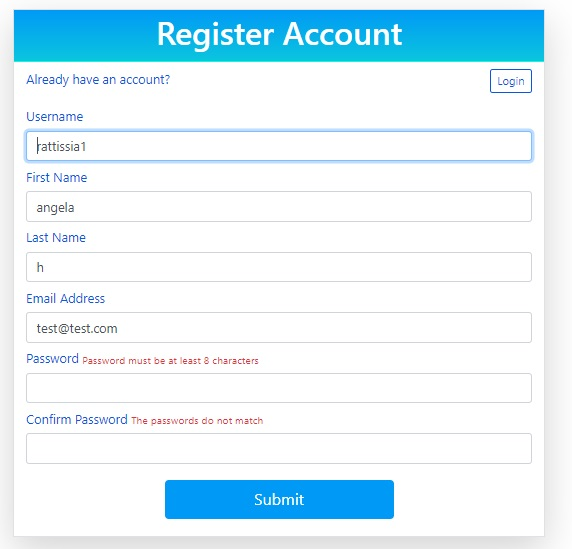 Register Account
Already have an account? Login
Username
rattissia1
First Name
angela
Last Name
h
Email Address
test@test.com
Password Password must be at least 8 characters
Confirm Password The passwords do not match
Submit